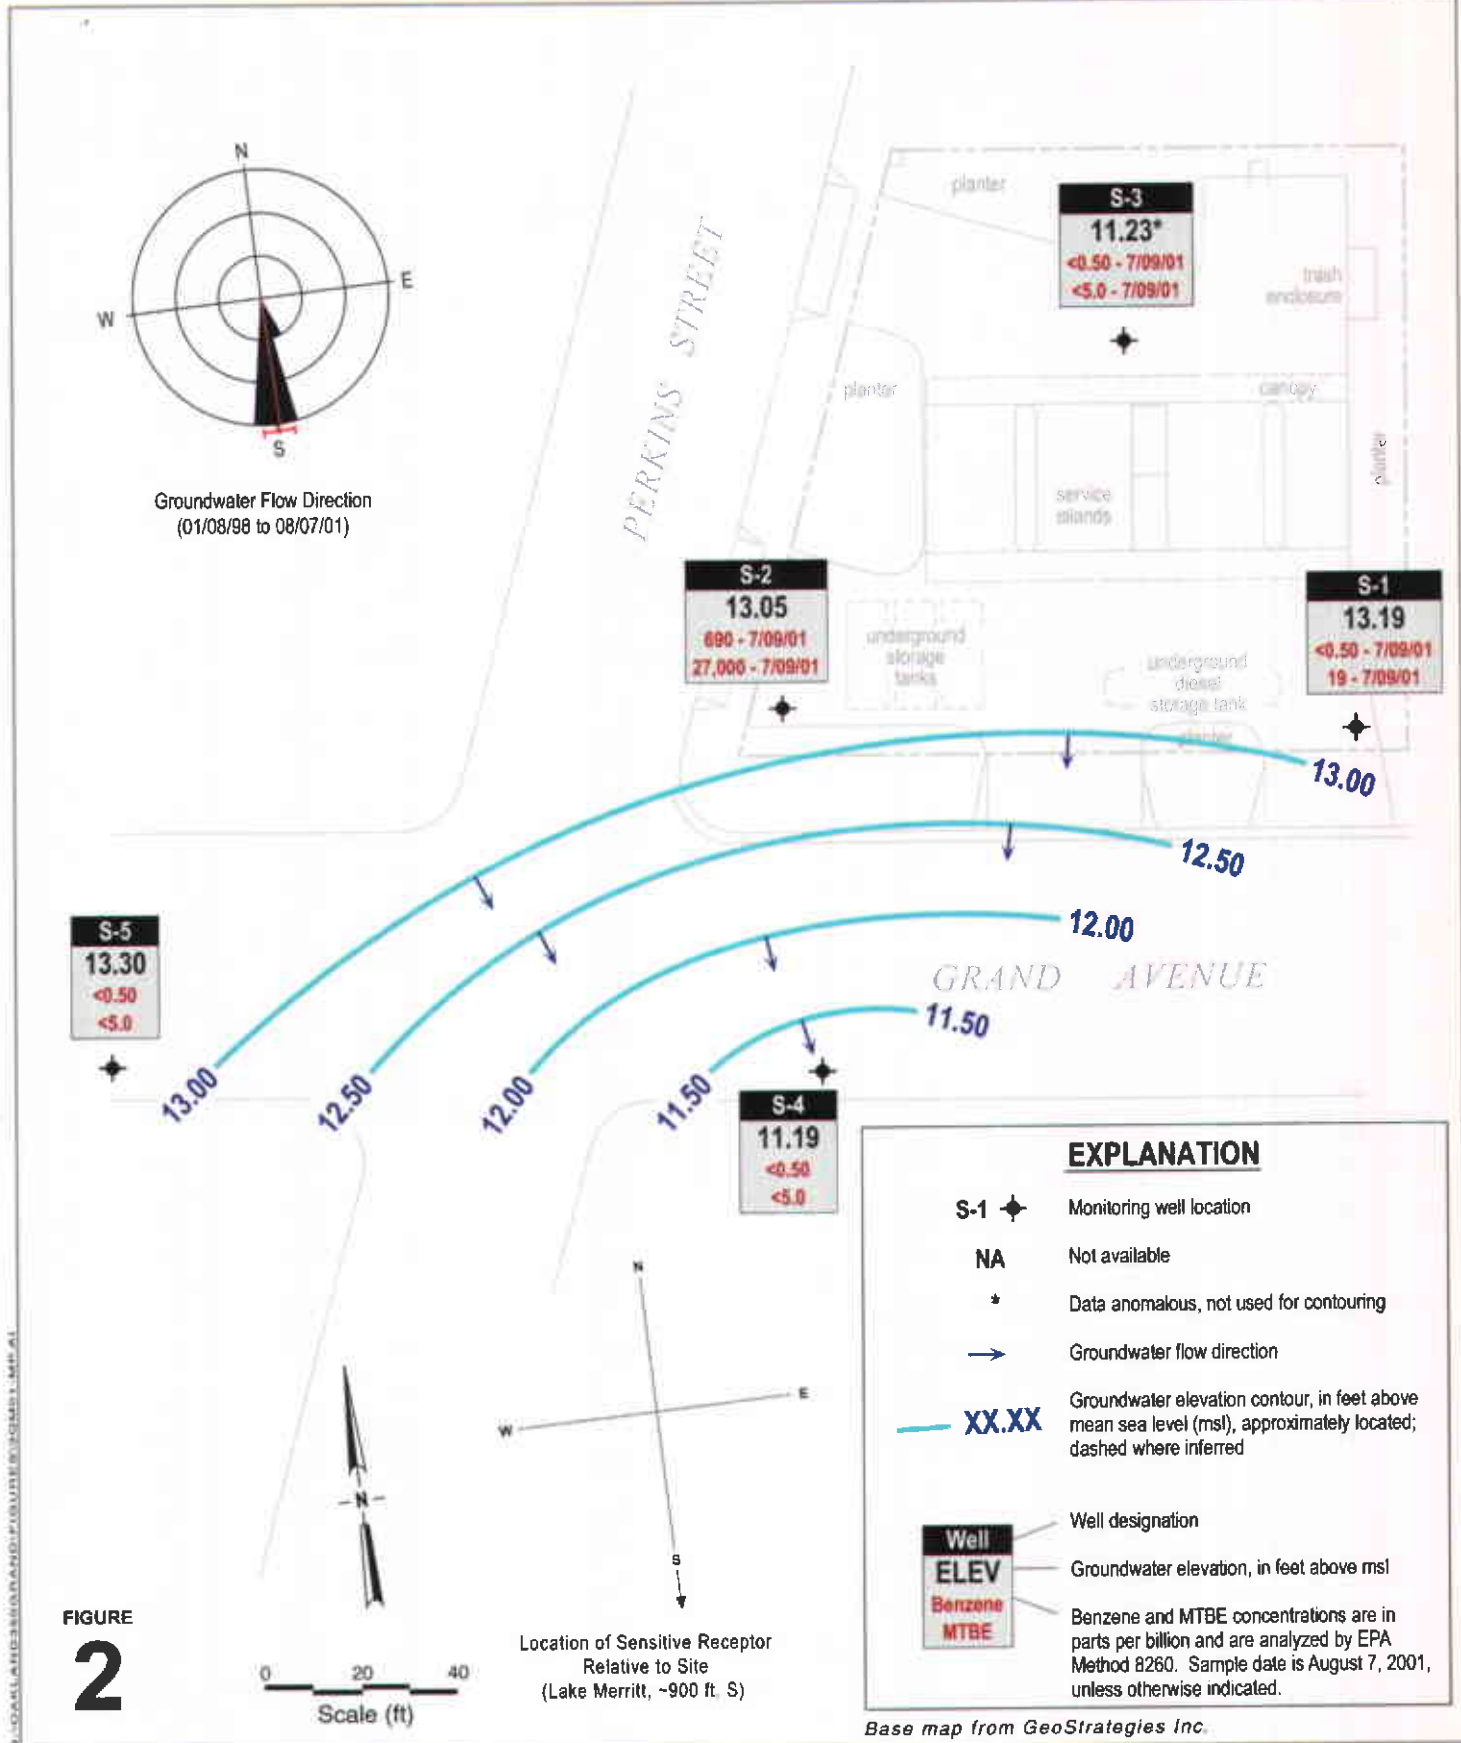 N
E
W
S
Groundwater Flow Direction
(01/08/98 to 08/07/01)
PERKINS STREET
planter
S-3
11.23*
<0.50 - 7/09/01
<5.0 - 7/09/01
trash
enclosure
planter
canopy
planter
service
islands
S-2
13.05
690 - 7/09/01
27,000 - 7/09/01
underground
storage
tanks
underground
diesel
storage tank
planter
S-1
13.19
<0.50 - 7/09/01
19 - 7/09/01
13.00
12.50
12.00
11.50
GRAND AVENUE
S-5
13.30
<0.50
<5.0
13.00
12.50
12.00
11.50
S-4
11.19
<0.50
<5.0
N
E
W
S
Location of Sensitive Receptor
Relative to Site
(Lake Merritt, ~900 ft. S)
N
0 20 40
Scale (ft)
FIGURE
2
EXPLANATION
S-1 Monitoring well location
NA Not available
* Data anomalous, not used for contouring
Groundwater flow direction
XX.XX Groundwater elevation contour, in feet above
mean sea level (msl), approximately located;
dashed where inferred
Well
ELEV
Benzene
MTBE
Well designation
Groundwater elevation, in feet above msl
Benzene and MTBE concentrations are in
parts per billion and are analyzed by EPA
Method 8260. Sample date is August 7, 2001,
unless otherwise indicated.
Base map from GeoStrategies Inc.